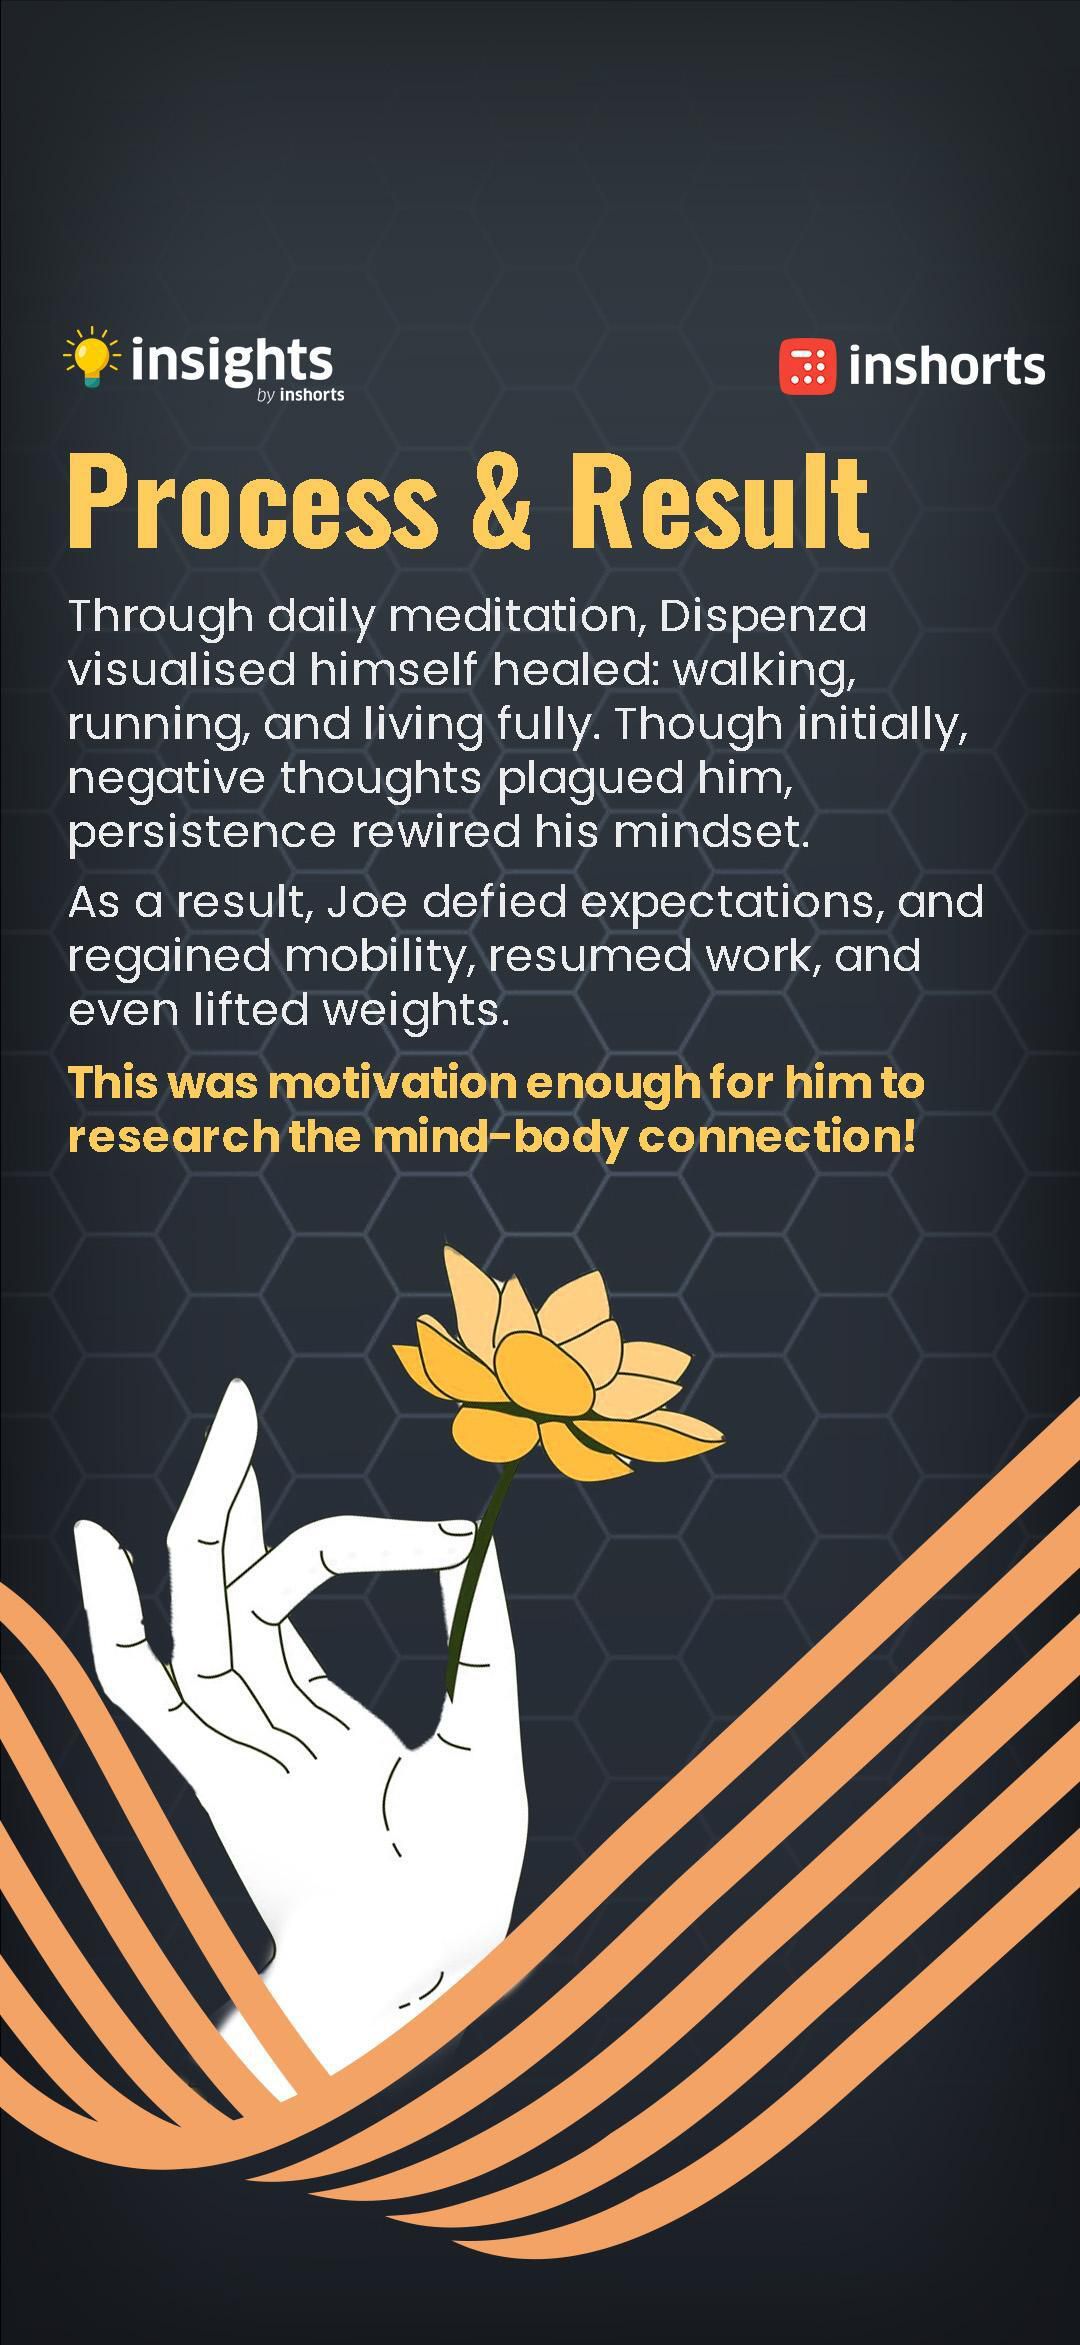 insights
by inshorts
inshorts
Process & Result
Through daily meditation, Dispenza
visualised himself healed: walking,
running, and living fully. Though initially,
negative thoughts plagued him,
persistence rewired his mindset.
As a result, Joe defied expectations, and
regained mobility, resumed work, and
even lifted weights.
This was motivation enough for him to
research the mind-body connection!